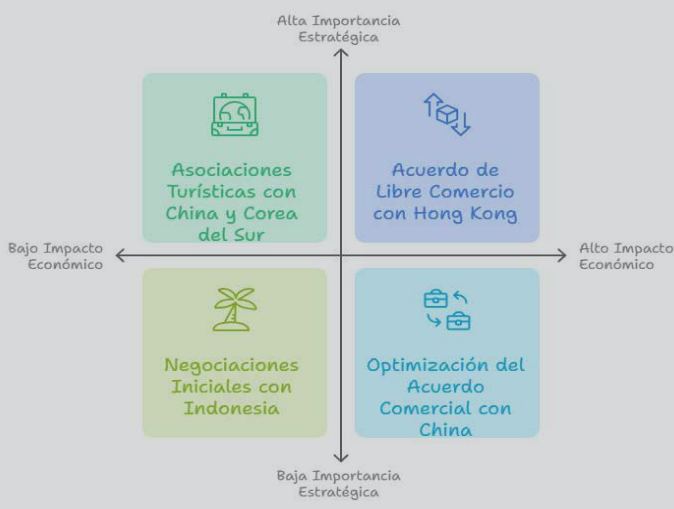 Alta Importancia
Estratégica
Asociaciones
Turísticas con
China y Corea
del Sur
Acuerdo de
Libre Comercio
con Hong Kong
Bajo Impacto
Económico
Alto Impacto
Económico
Negociaciones
Iniciales con
Indonesia
Optimización del
Acuerdo
Comercial con
China
Baja Importancia
Estratégica